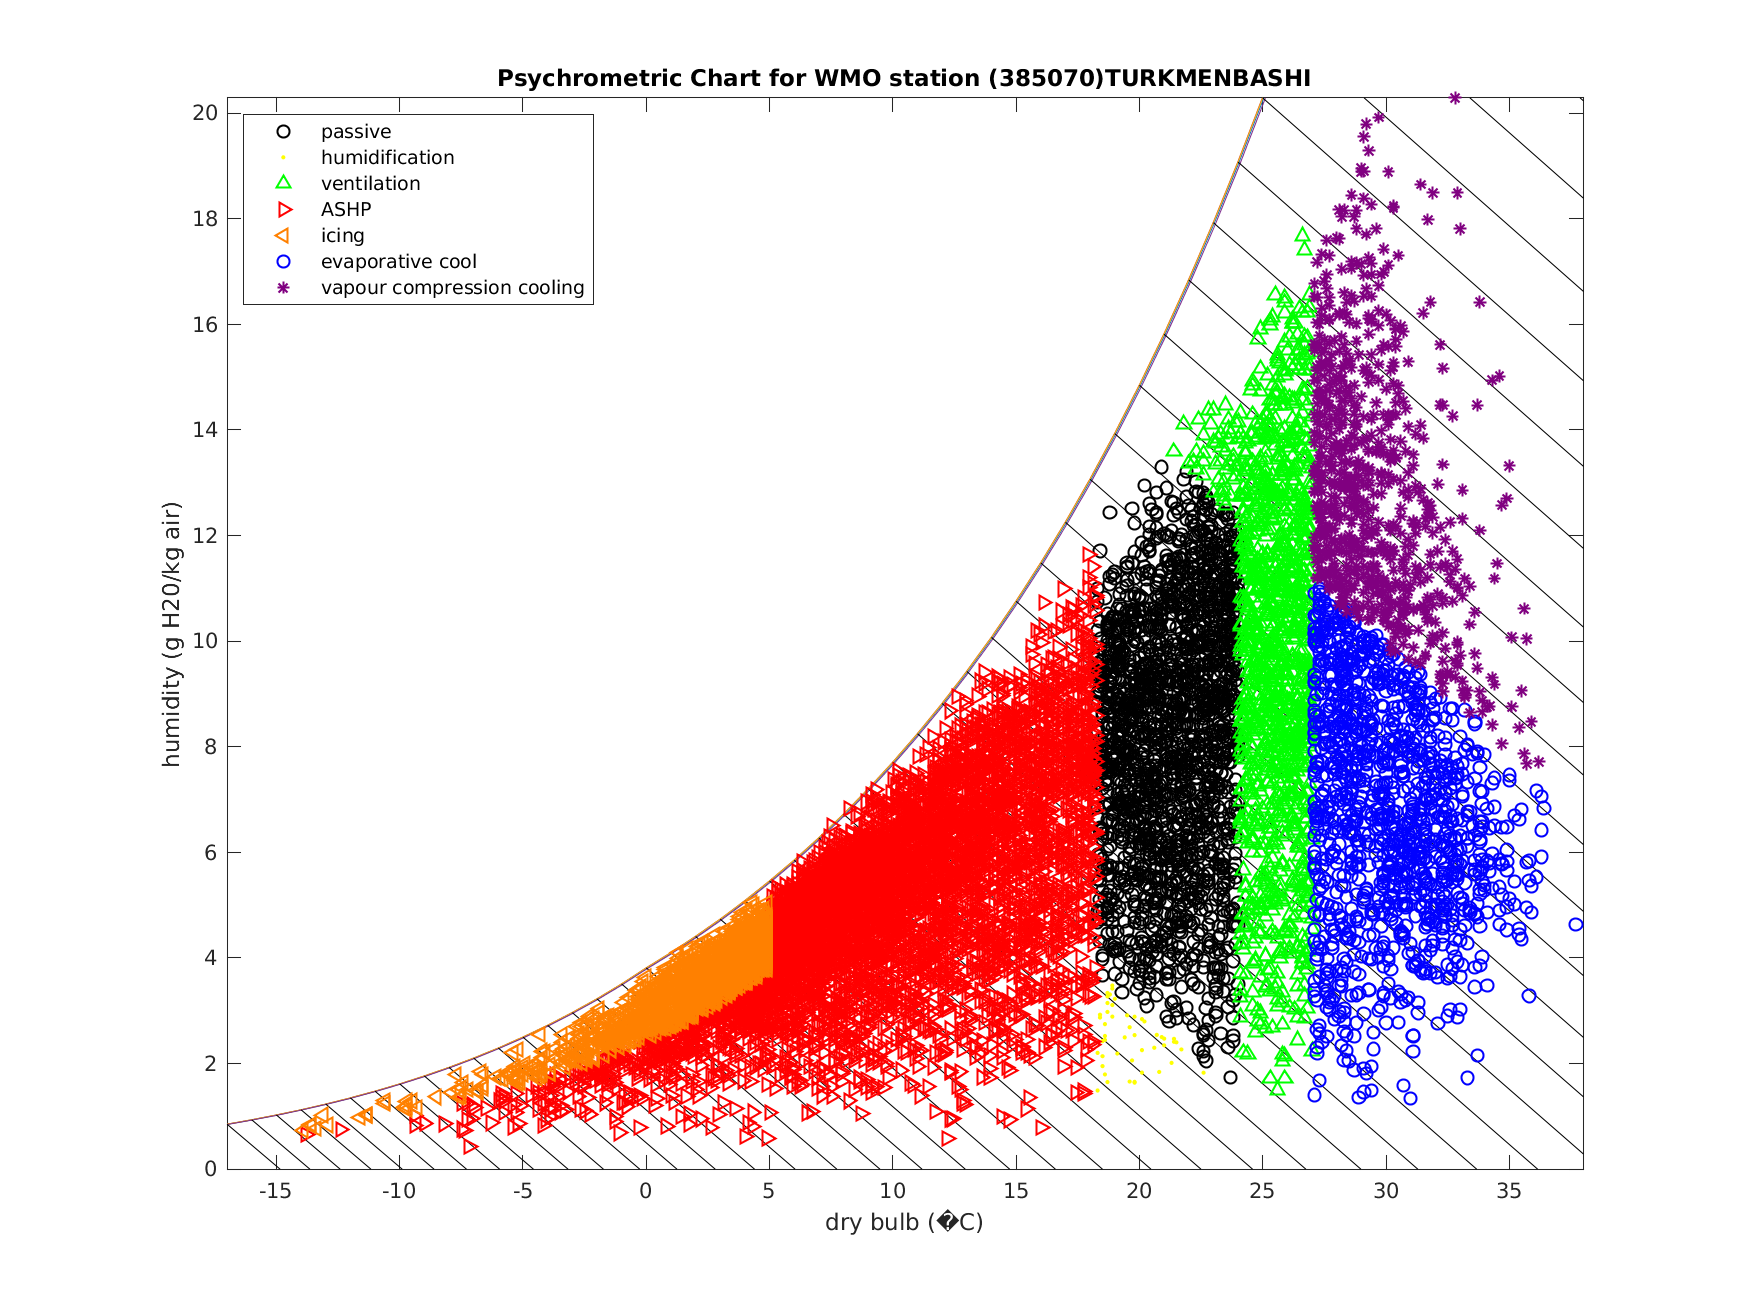 Psychrometric Chart for WMO station (385070)TURKMENBASHI
passive
humidification
ventilation
ASHP
icing
evaporative cool
vapour compression cooling
humidity (g H20/kg air)
20
18
16
14
12
10
8
6
4
2
0
-15 -10 -5 0 5 10 15 20 25 30 35
dry bulb (�C)